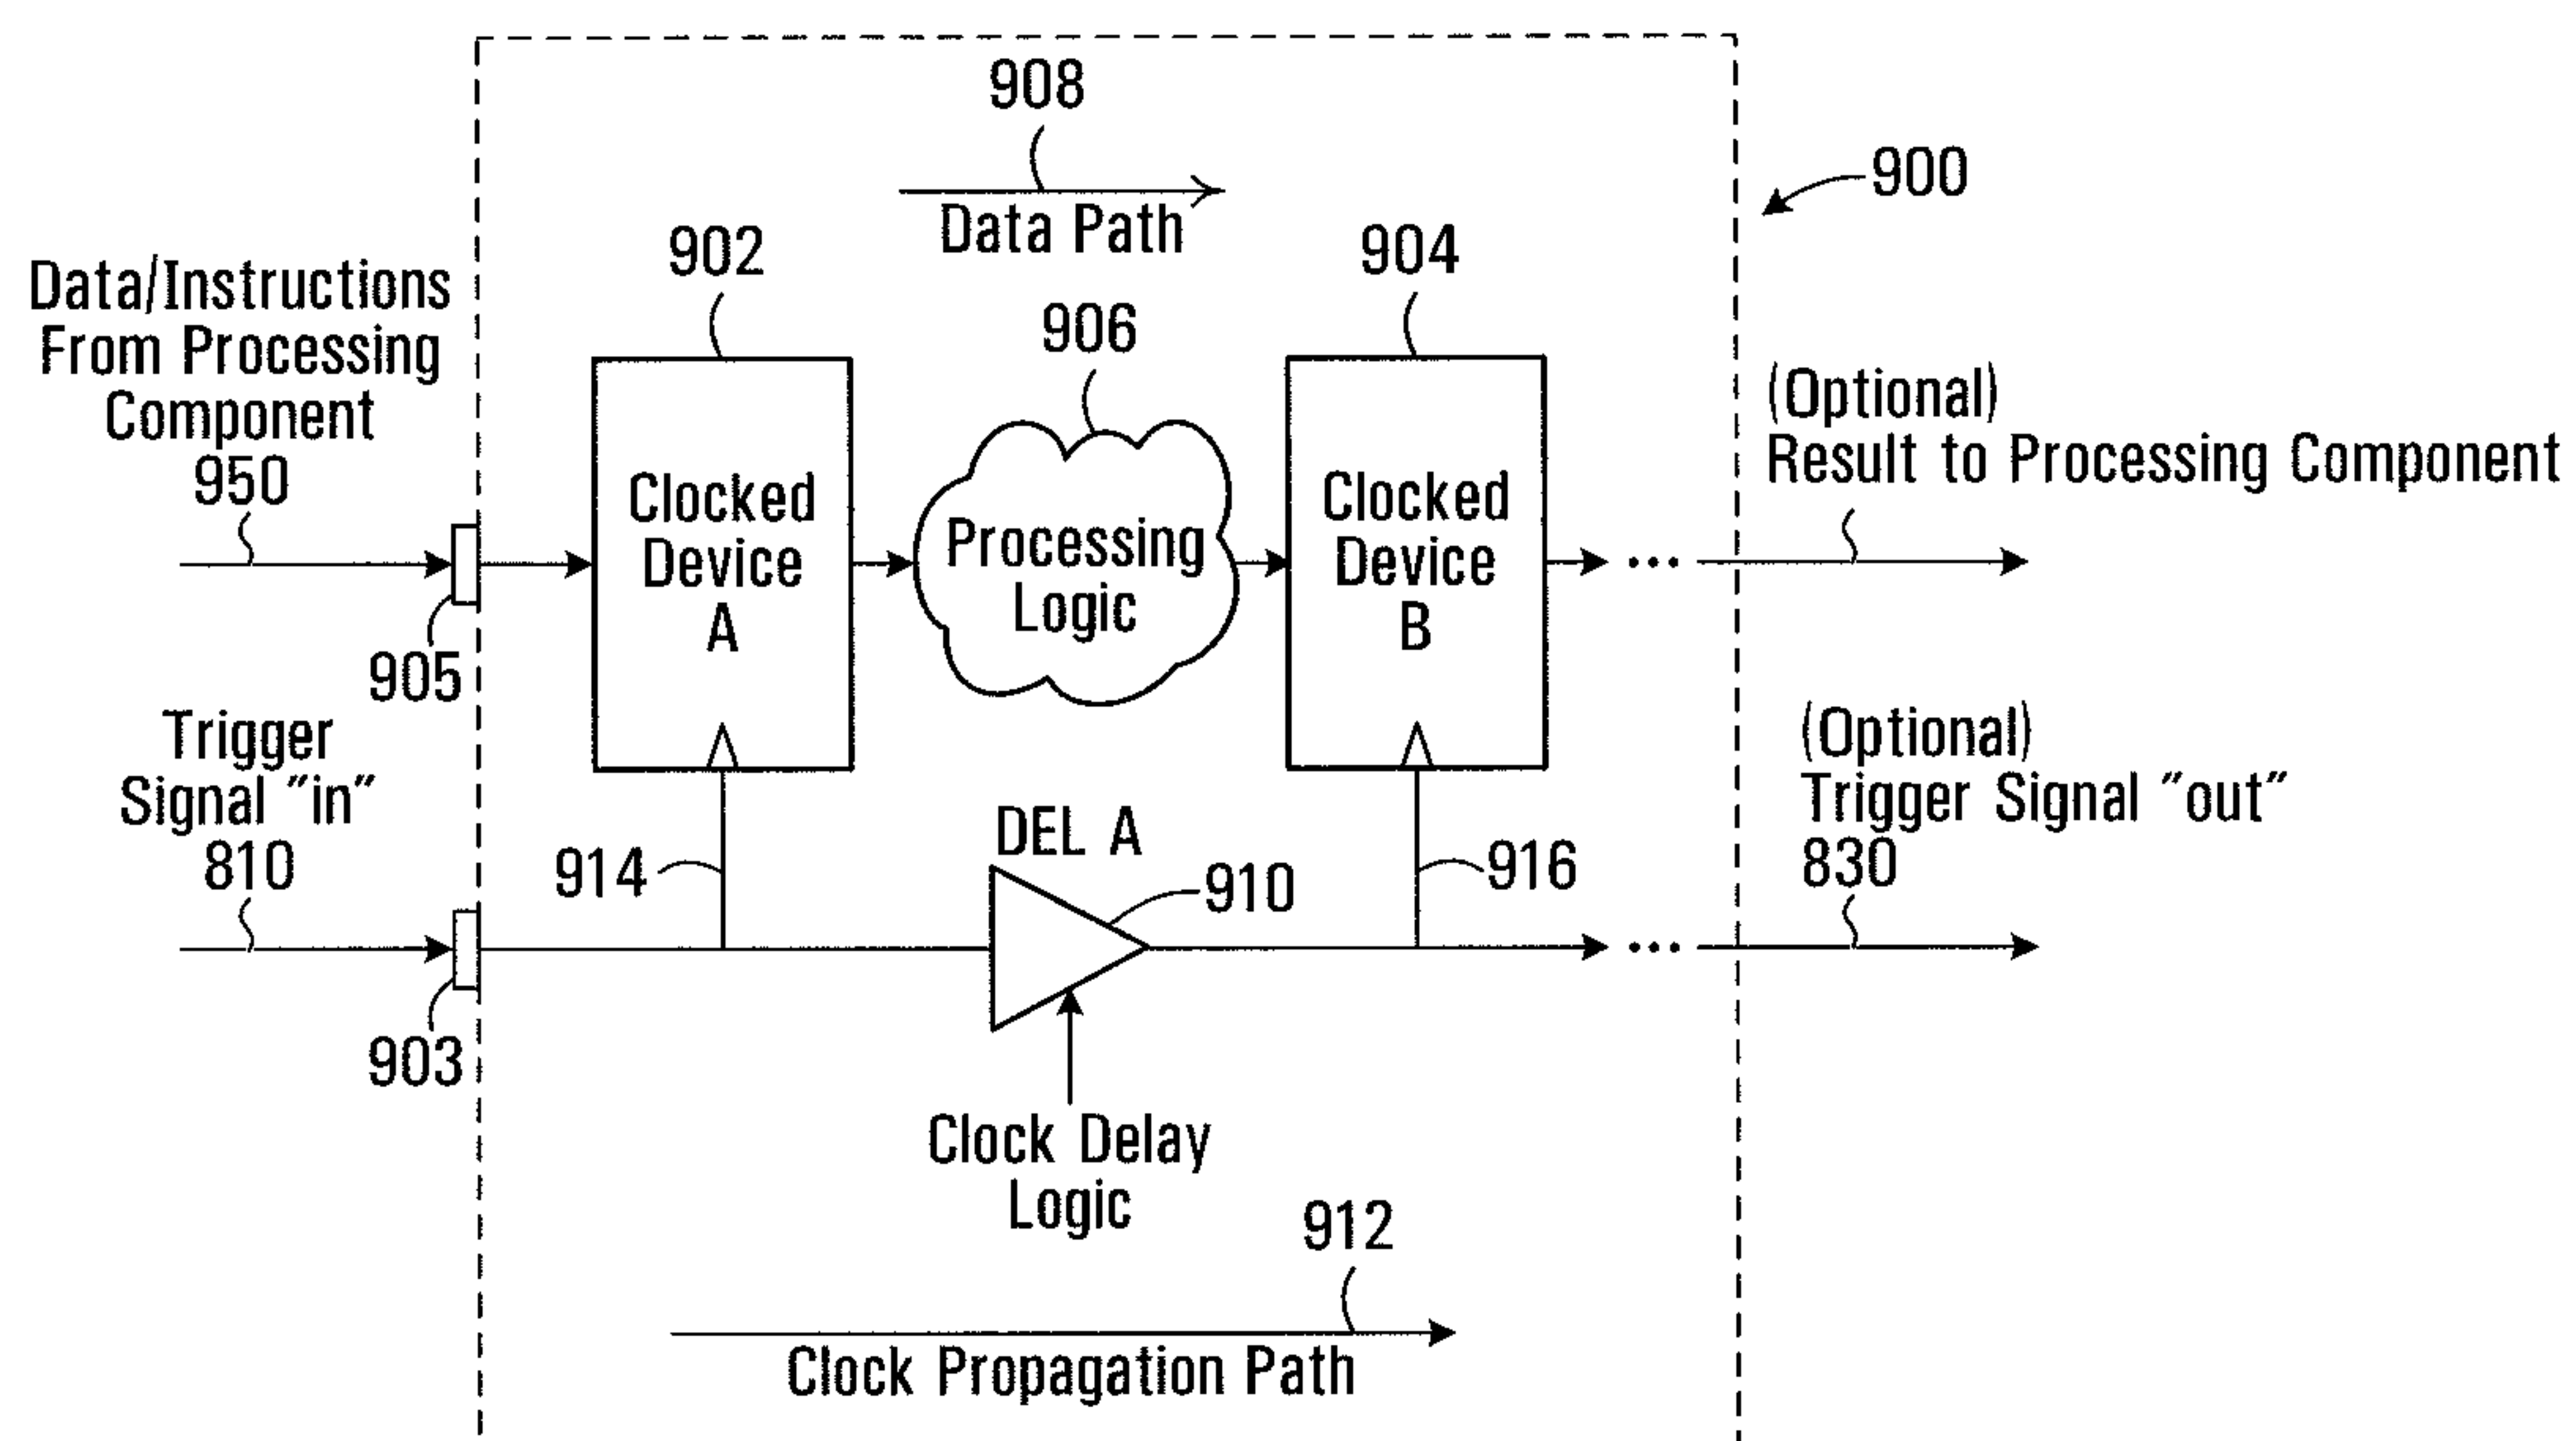 908
Data Path
900
902
904
906
Data/Instructions
From Processing
Component
950
905
Clocked
Device
A
Processing
Logic
Clocked
Device
B
(Optional)
Result to Processing Component
Trigger
Signal "in"
810
903
914
DEL A
910
916
(Optional)
Trigger Signal "out"
830
Clock Delay
Logic
912
Clock Propagation Path